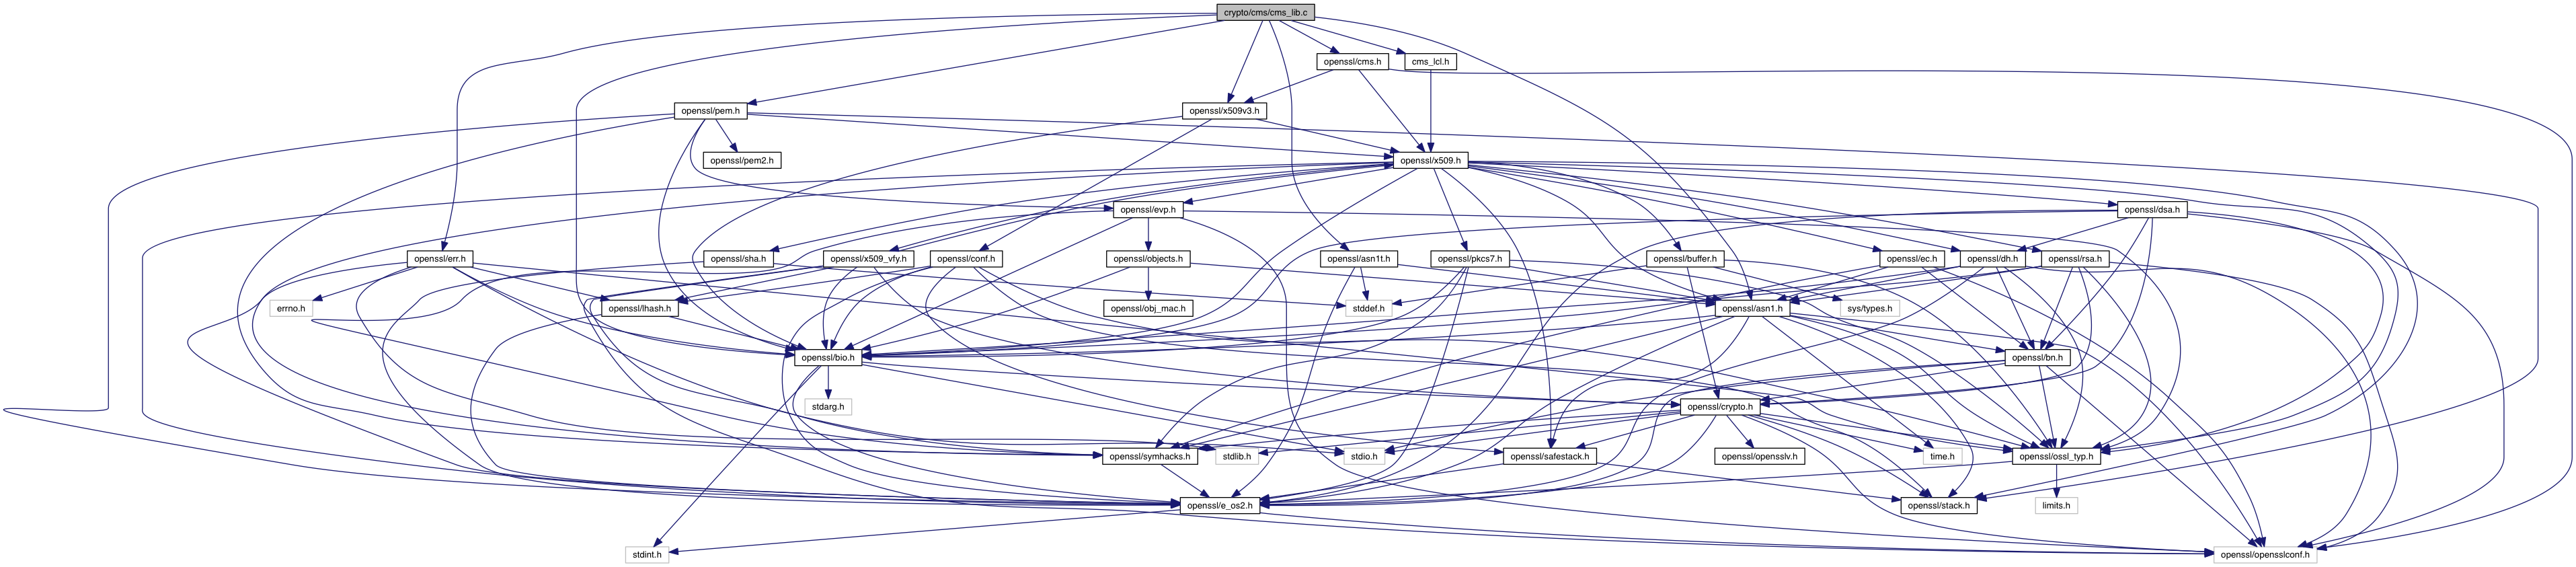 crypto/cms/cms_lib.c
openssl/cms.h
cms_lcl.h
openssl/pem.h
openssl/x509v3.h
openssl/pem2.h
openssl/x509.h
openssl/evp.h
openssl/dsa.h
openssl/err.h
openssl/sha.h
openssl/x509_vfy.h
openssl/conf.h
openssl/objects.h
openssl/asn1t.h
openssl/pkcs7.h
openssl/buffer.h
openssl/ec.h
openssl/dh.h
openssl/rsa.h
errno.h
openssl/lhash.h
openssl/obj_mac.h
stddef.h
openssl/asn1.h
sys/types.h
openssl/bio.h
openssl/bn.h
stdarg.h
openssl/crypto.h
openssl/symhacks.h
stdlib.h
stdio.h
openssl/safestack.h
openssl/opensslv.h
time.h
openssl/ossl_typ.h
openssl/e_os2.h
openssl/stack.h
limits.h
stdint.h
openssl/opensslconf.h